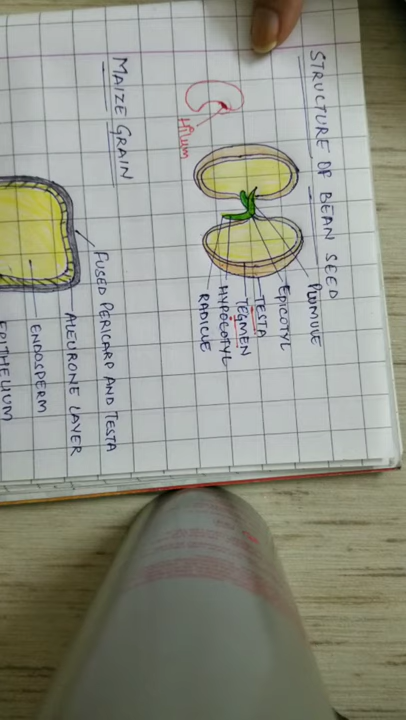 STRUCTURE OF BEAN SEED
Hilum
PLUMULE
EPICOTYL
TESTA
TEGMEN
HYPOCOTYL
RADICLE
MAIZE GRAIN
FUSED PERICARP AND TESTA
ALEURONE LAYER
ENDOSPERM
EPITHELIUM